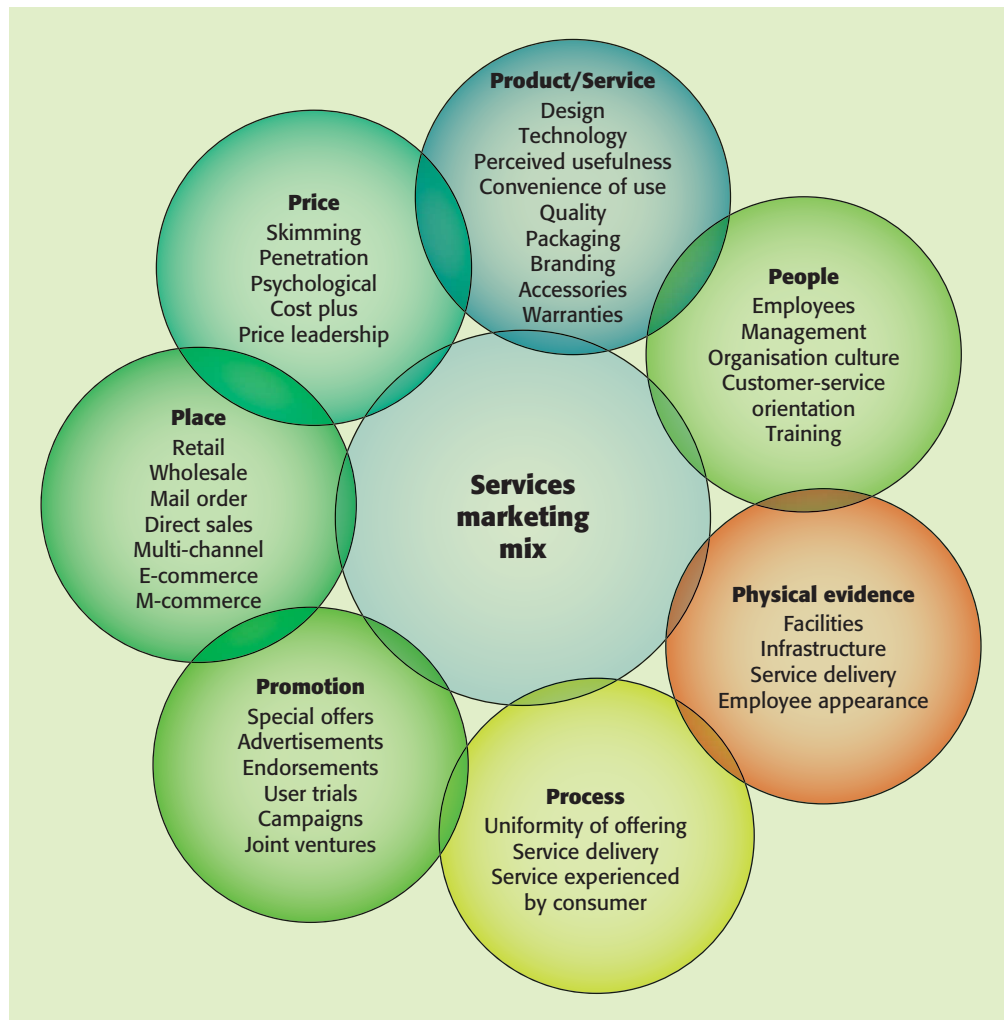 Product/Service
Design
Technology
Perceived usefulness
Convenience of use
Quality
Packaging
Branding
Accessories
Warranties
People
Employees
Management
Organisation culture
Customer-service
orientation
Training
Physical evidence
Facilities
Infrastructure
Service delivery
Employee appearance
Process
Uniformity of offering
Service delivery
Service experienced
by consumer
Promotion
Special offers
Advertisements
Endorsements
User trials
Campaigns
Joint ventures
Place
Retail
Wholesale
Mail order
Direct sales
Multi-channel
E-commerce
M-commerce
Price
Skimming
Penetration
Psychological
Cost plus
Price leadership
Services
marketing
mix